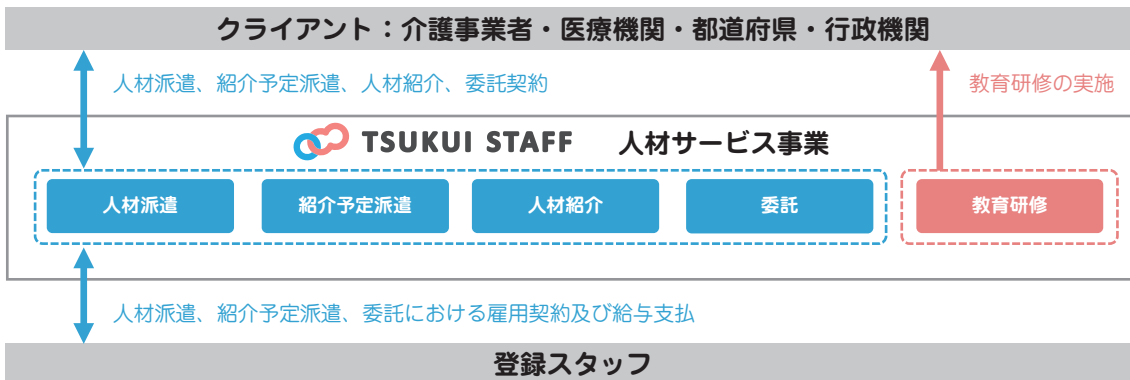 クライアント：介護事業者・医療機関・都道府県・行政機関
人材派遣、紹介予定派遣、人材紹介、委託契約
教育研修の実施
TSUKUI STAFF 人材サービス事業
人材派遣
紹介予定派遣
人材紹介
委託
教育研修
人材派遣、紹介予定派遣、委託における雇用契約及び給与支払
登録スタッフ